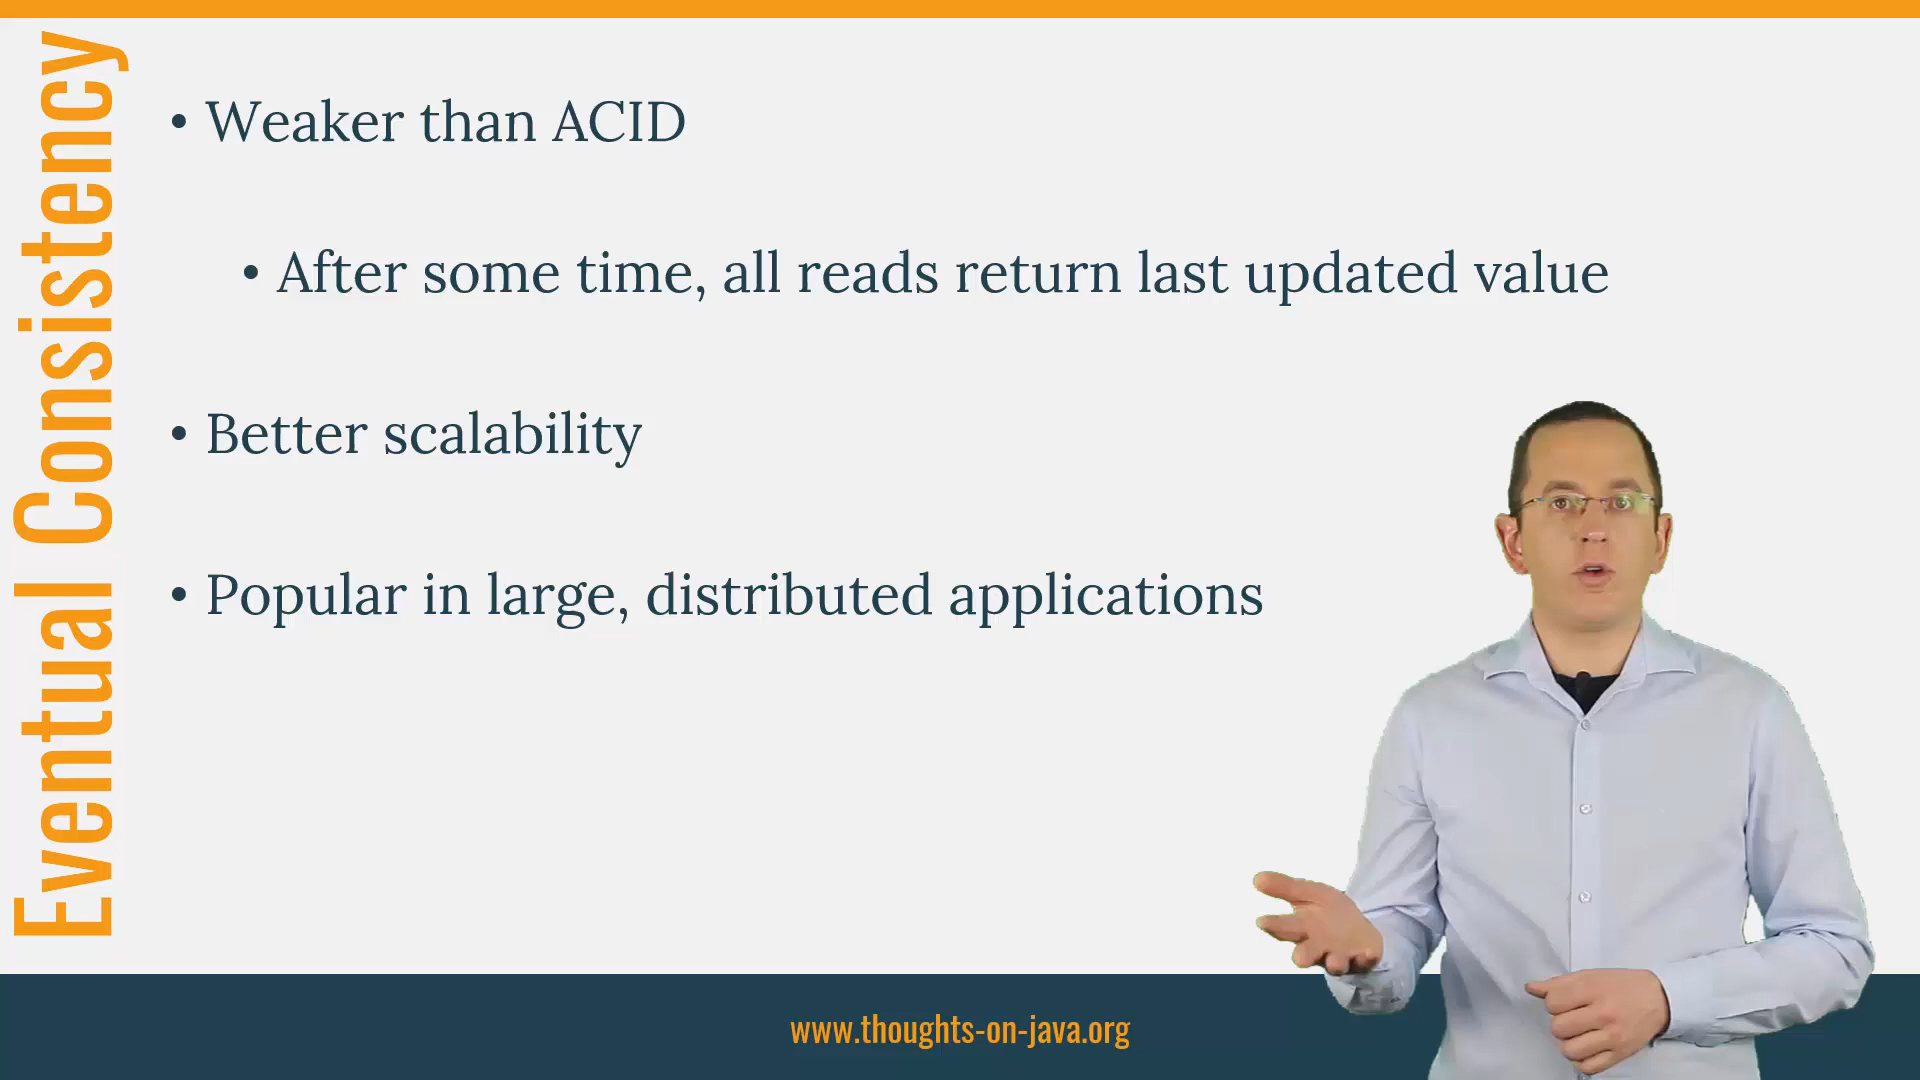 Eventual Consistency
• Weaker than ACID
• After some time, all reads return last updated value
• Better scalability
• Popular in large, distributed applications
www.thoughts-on-java.org